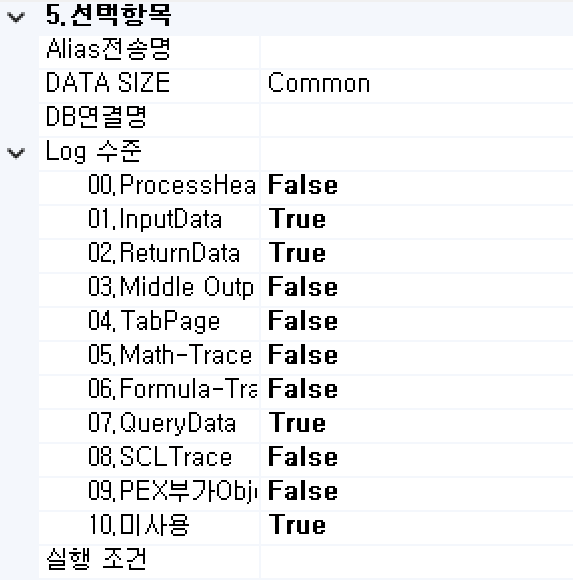 5.선택항목
Alias전송명
DATA SIZE Common
DB연결명
Log 수준
00.ProcessHea False
01.InputData True
02.ReturnData True
03.Middle Outp False
04.TabPage False
05.Math-Trace False
06.Formula-Tra False
07.QueryData True
08.SCLTrace False
09.PEX부가Obj False
10.미사용 True
실행 조건